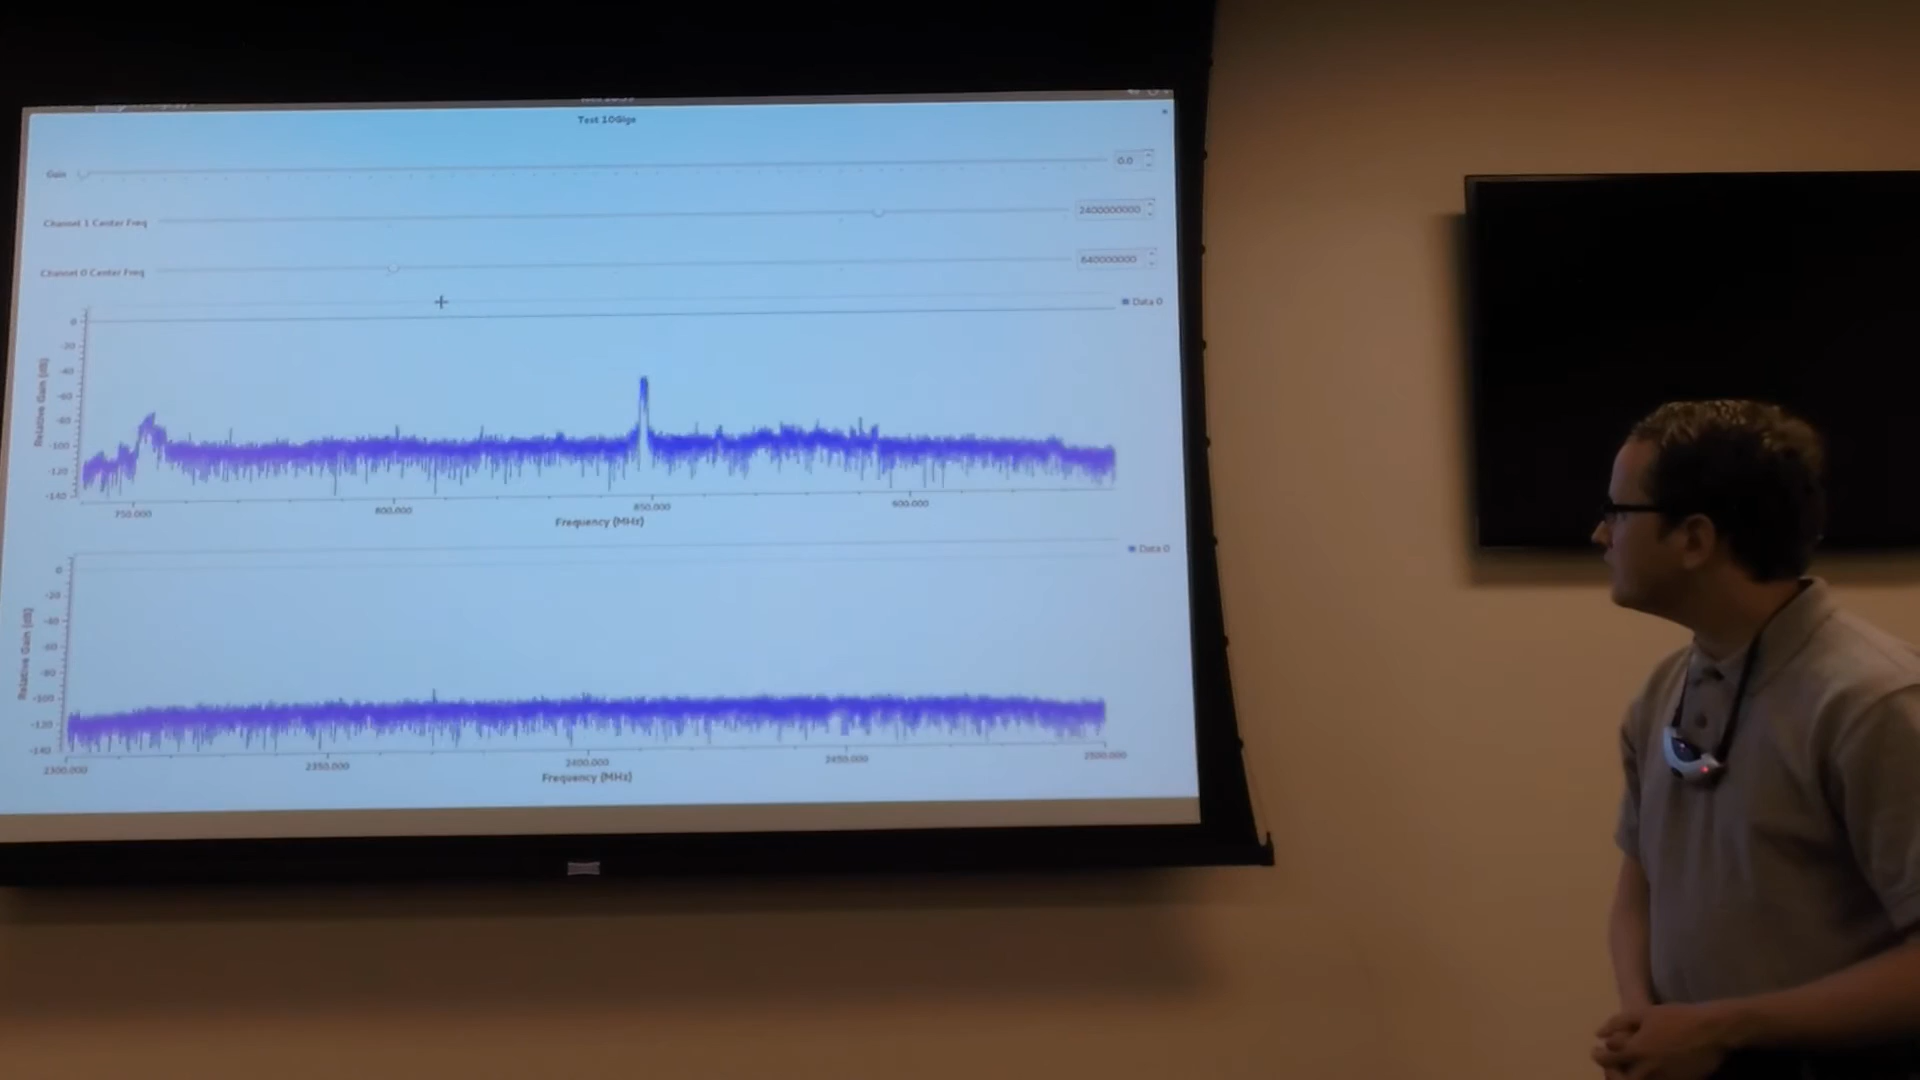 Test 10Gige
Gain
0.0
Channel 1 Center Freq
2400000000
Channel 0 Center Freq
840000000
Data 0
0
-20
-40
-60
-80
-100
-120
-140
Relative Gain (dB)
750.000 800.000 850.000 900.000
Frequency (MHz)
Data 0
0
-20
-40
-60
-80
-100
-120
-140
Relative Gain (dB)
2300.000 2350.000 2400.000 2450.000 2500.000
Frequency (MHz)